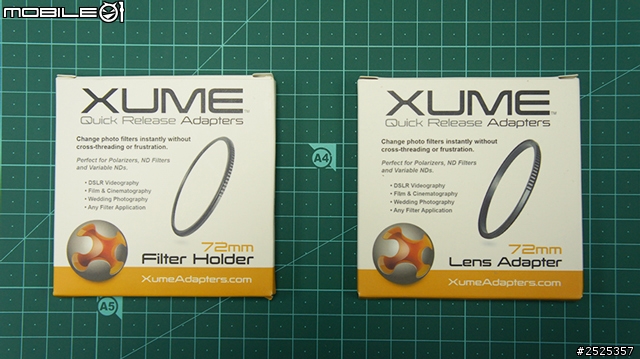 MOBILE01
XUME™
Quick Release Adapters
Change photo filters instantly without
cross-threading or frustration.
Perfect for Polarizers, ND Filters
and Variable NDs.
• DSLR Videography
• Film & Cinematography
• Wedding Photography
• Any Filter Application
72mm
Filter Holder
XumeAdapters.com
XUME™
Quick Release Adapters
Change photo filters instantly without
cross-threading or frustration.
Perfect for Polarizers, ND Filters
and Variable NDs.
• DSLR Videography
• Film & Cinematography
• Wedding Photography
• Any Filter Application
72mm
Lens Adapter
XumeAdapters.com
A4
A5
#2525357